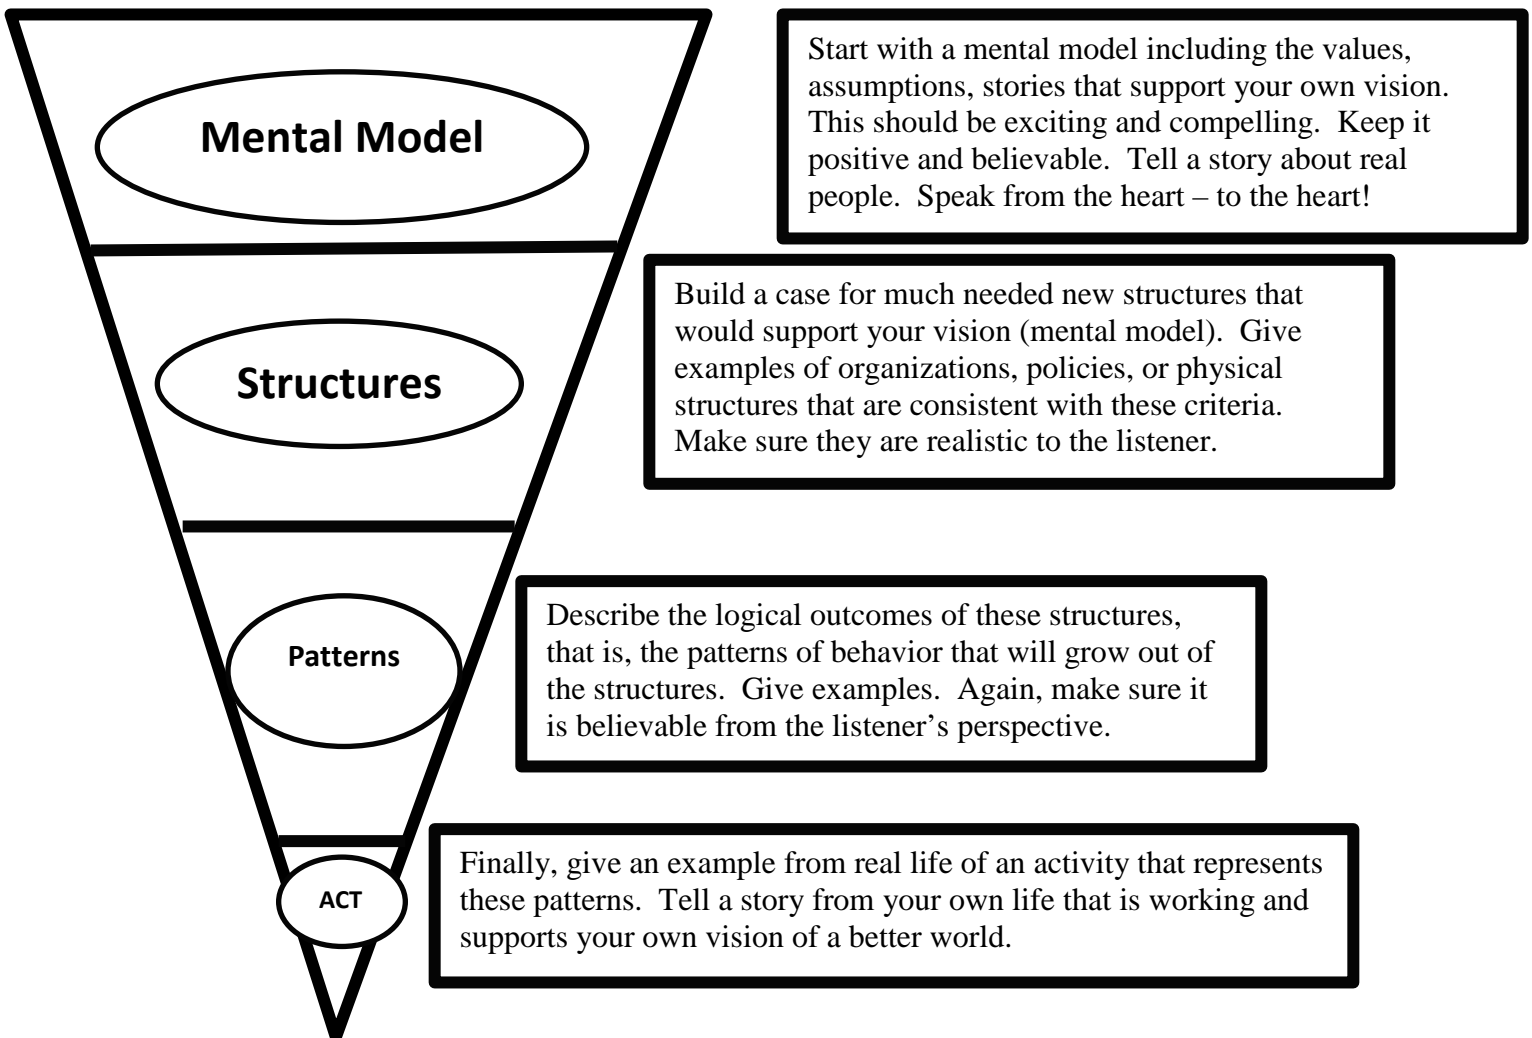 Mental Model
Start with a mental model including the values,
assumptions, stories that support your own vision.
This should be exciting and compelling.  Keep it
positive and believable.  Tell a story about real
people.  Speak from the heart – to the heart!
Structures
Build a case for much needed new structures that
would support your vision (mental model).  Give
examples of organizations, policies, or physical
structures that are consistent with these criteria.
Make sure they are realistic to the listener.
Patterns
Describe the logical outcomes of these structures,
that is, the patterns of behavior that will grow out of
the structures.  Give examples.  Again, make sure it
is believable from the listener’s perspective.
ACT
Finally, give an example from real life of an activity that represents
these patterns.  Tell a story from your own life that is working and
supports your own vision of a better world.